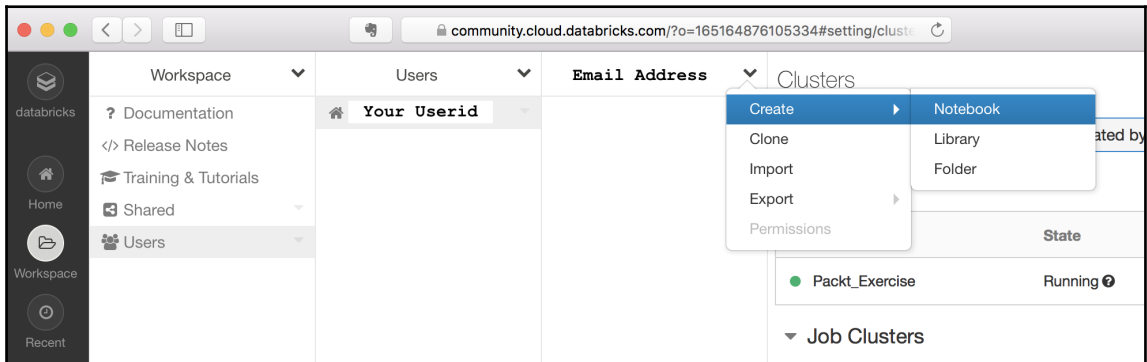 community.cloud.databricks.com/?o=165164876105334#setting/cluste
databricks
Home
Workspace
Recent
Workspace
? Documentation
</> Release Notes
Training & Tutorials
Shared
Users
Users
Your Userid
Email Address
Clusters
Create
Clone
Import
Export
Permissions
Notebook
Library
Folder
ated by
State
Packt_Exercise
Running
Job Clusters